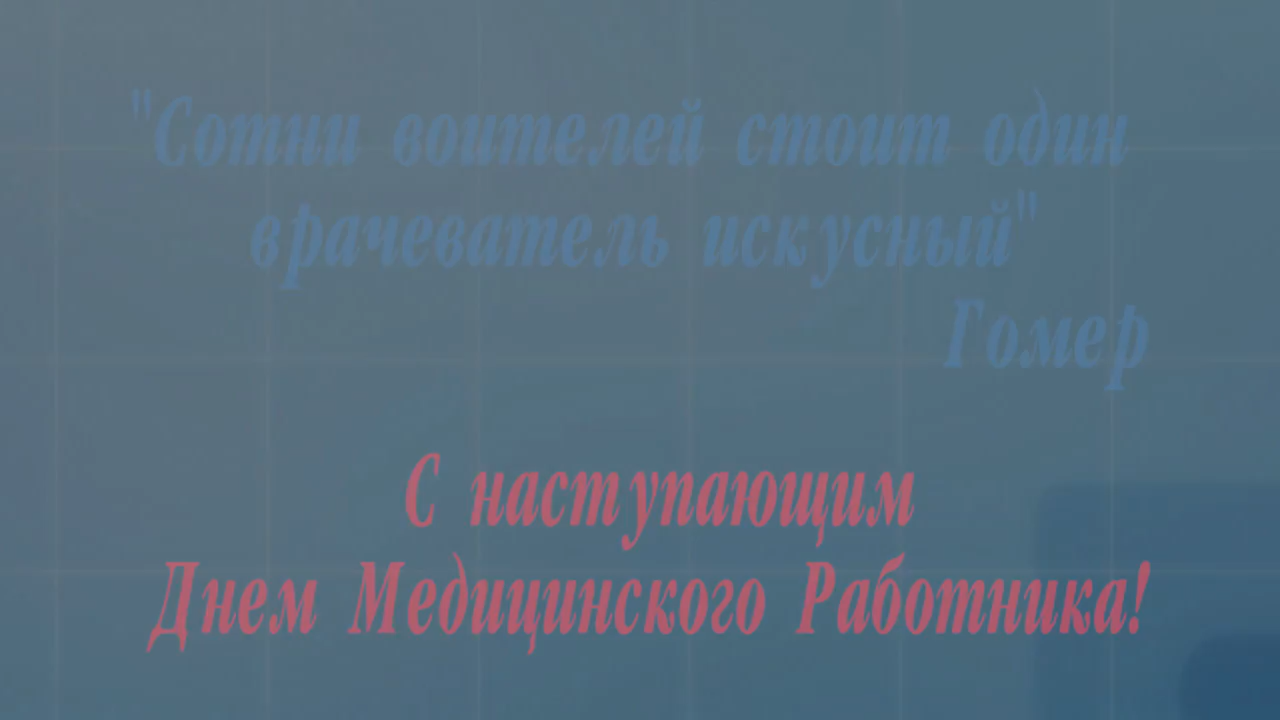 "Сотни воителей стоит один
врачеватель искусный"
Гомер
С наступающим
Днем Медицинского Работника!